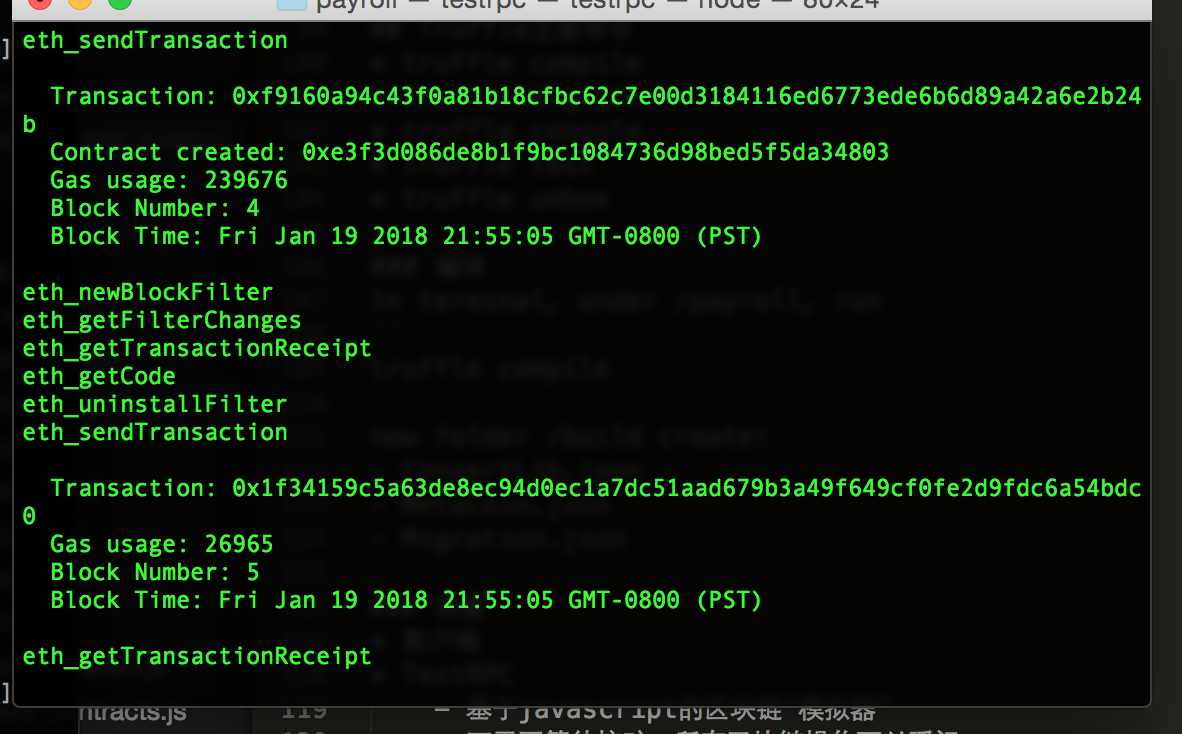 payroll — testrpc — testrpc — node — 80×24
eth_sendTransaction
Transaction: 0xf9160a94c43f0a81b18cfbc62c7e00d3184116ed6773ede6b6d89a42a6e2b24
b
Contract created: 0xe3f3d086de8b1f9bc1084736d98bed5f5da34803
Gas usage: 239676
Block Number: 4
Block Time: Fri Jan 19 2018 21:55:05 GMT-0800 (PST)
eth_newBlockFilter
eth_getFilterChanges
eth_getTransactionReceipt
eth_getCode
eth_uninstallFilter
eth_sendTransaction
Transaction: 0x1f34159c5a63de8ec94d0ec1a7dc51aad679b3a49f649cf0fe2d9fdc6a54bdc
0
Gas usage: 26965
Block Number: 5
Block Time: Fri Jan 19 2018 21:55:05 GMT-0800 (PST)
eth_getTransactionReceipt
ntracts.js
119 - 基于javascript的区块链 模拟器